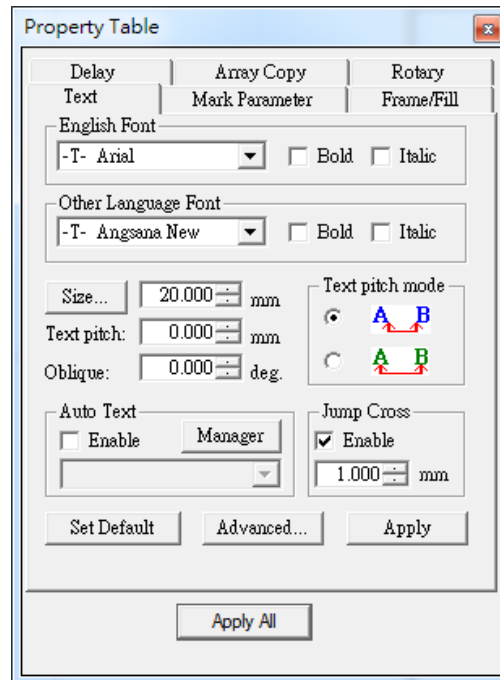 Property Table
Delay Array Copy Rotary
Text Mark Parameter Frame/Fill
English Font
-T- Arial Bold Italic
Other Language Font
-T- Angsana New Bold Italic
Size... 20.000 mm
Text pitch: 0.000 mm
Oblique: 0.000 deg.
Text pitch mode
A B
A B
Auto Text
Enable Manager
Jump Cross
Enable
1.000 mm
Set Default Advanced... Apply
Apply All